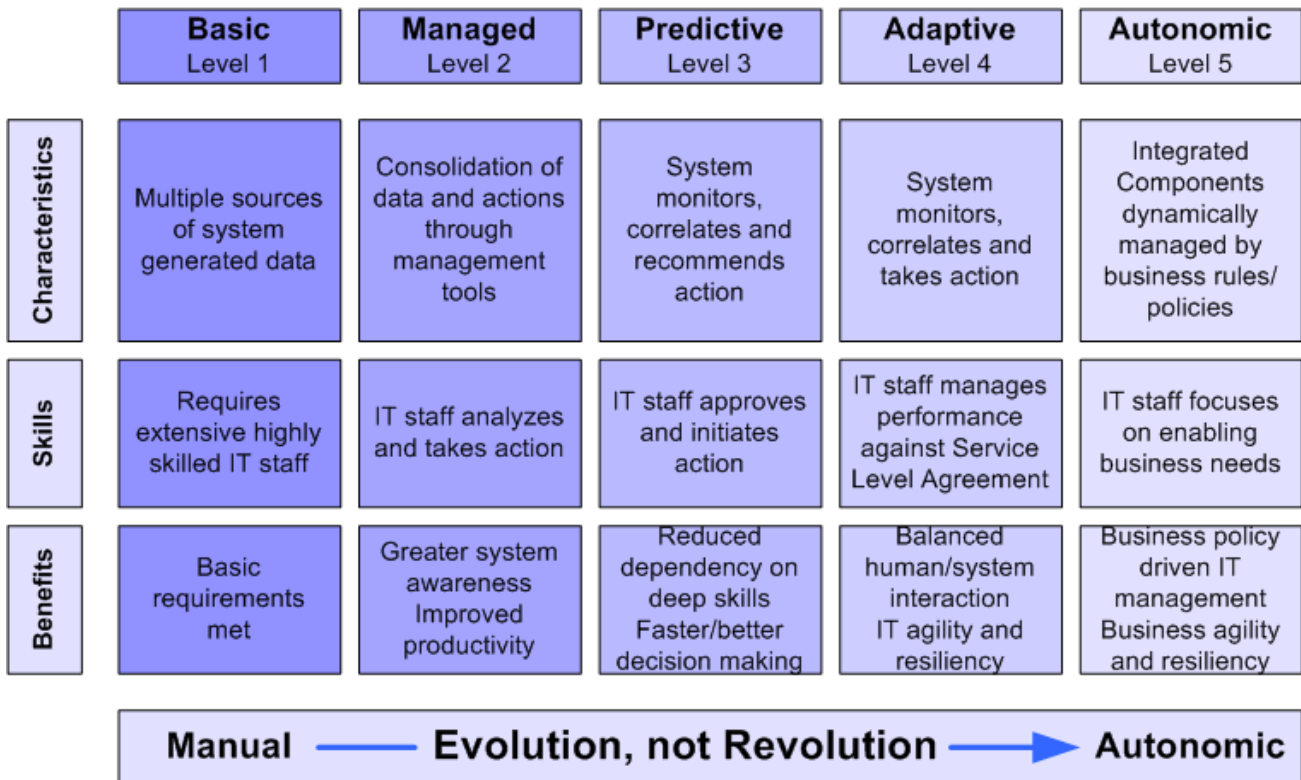 Basic
Level 1
Managed
Level 2
Predictive
Level 3
Adaptive
Level 4
Autonomic
Level 5
Characteristics
Multiple sources
of system
generated data
Consolidation of
data and actions
through
management
tools
System
monitors,
correlates and
recommends
action
System
monitors,
correlates and
takes action
Integrated
Components
dynamically
managed by
business rules/
policies
Skills
Requires
extensive highly
skilled IT staff
IT staff analyzes
and takes action
IT staff approves
and initiates
action
IT staff manages
performance
against Service
Level Agreement
IT staff focuses
on enabling
business needs
Benefits
Basic
requirements
met
Greater system
awareness
Improved
productivity
Reduced
dependency on
deep skills
Faster/better
decision making
Balanced
human/system
interaction
IT agility and
resiliency
Business policy
driven IT
management
Business agility
and resiliency
Manual Evolution, not Revolution Autonomic